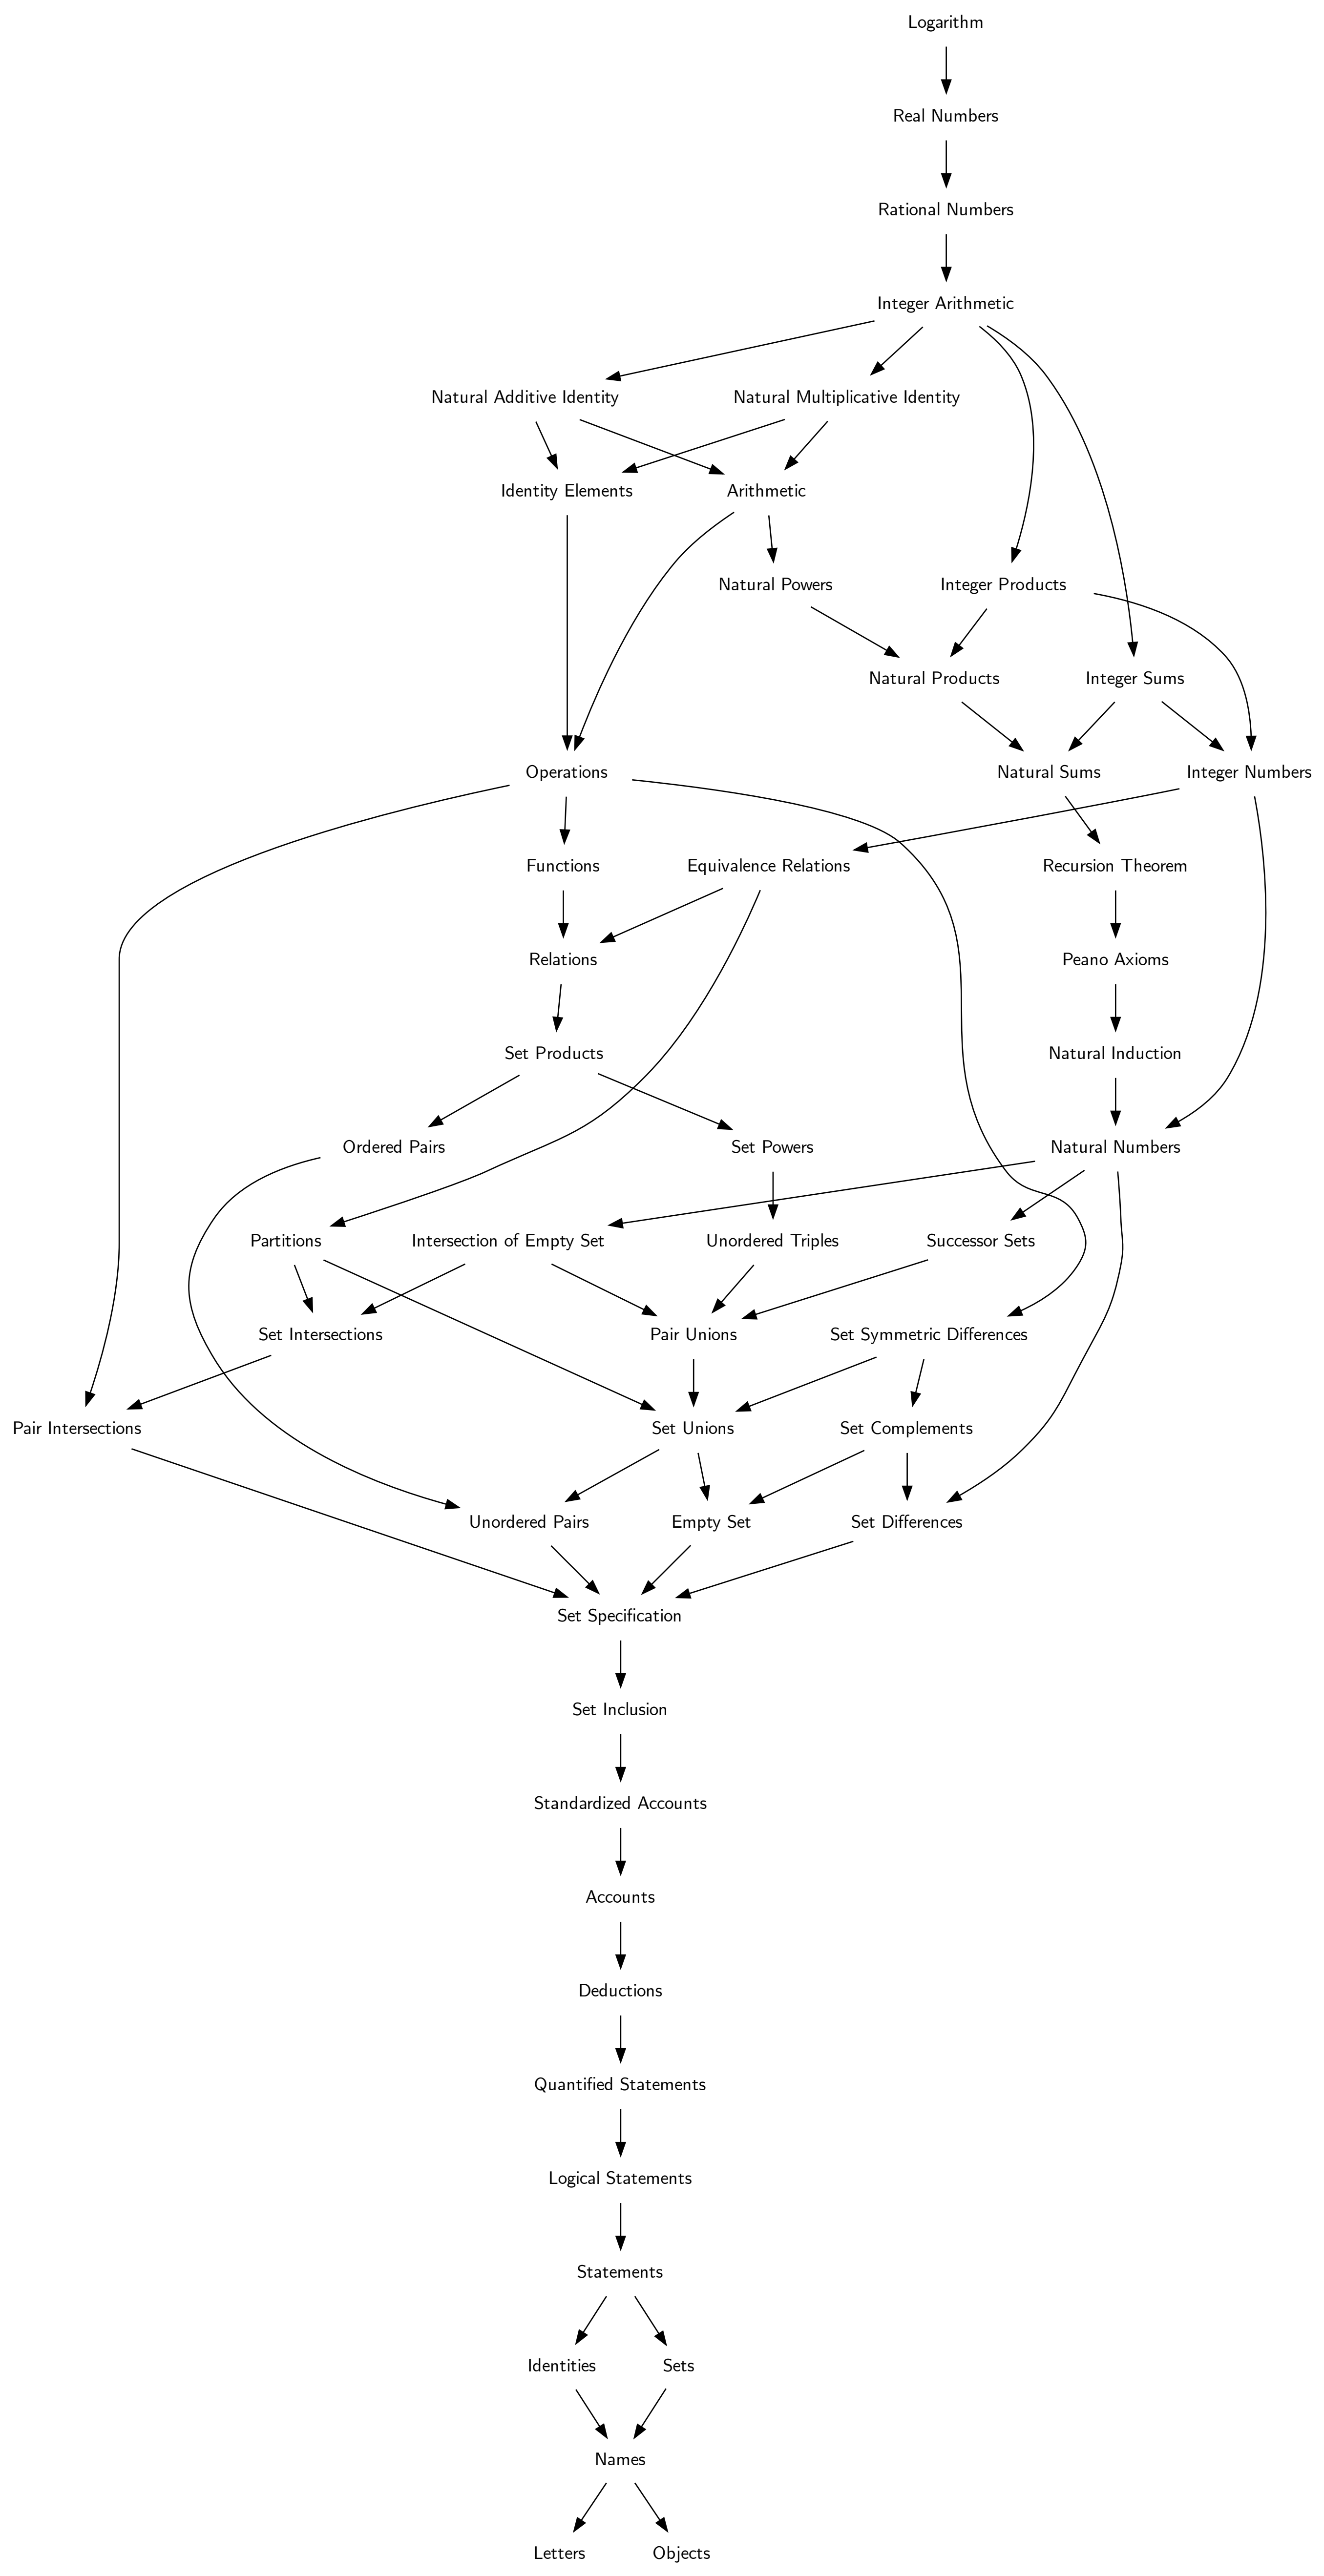 Logarithm
Real Numbers
Rational Numbers
Integer Arithmetic
Natural Additive Identity
Natural Multiplicative Identity
Identity Elements
Arithmetic
Natural Powers
Integer Products
Natural Products
Integer Sums
Operations
Natural Sums
Integer Numbers
Functions
Equivalence Relations
Recursion Theorem
Relations
Peano Axioms
Set Products
Natural Induction
Ordered Pairs
Set Powers
Natural Numbers
Partitions
Intersection of Empty Set
Unordered Triples
Successor Sets
Set Intersections
Pair Unions
Set Symmetric Differences
Pair Intersections
Set Unions
Set Complements
Unordered Pairs
Empty Set
Set Differences
Set Specification
Set Inclusion
Standardized Accounts
Accounts
Deductions
Quantified Statements
Logical Statements
Statements
Identities
Sets
Names
Letters
Objects